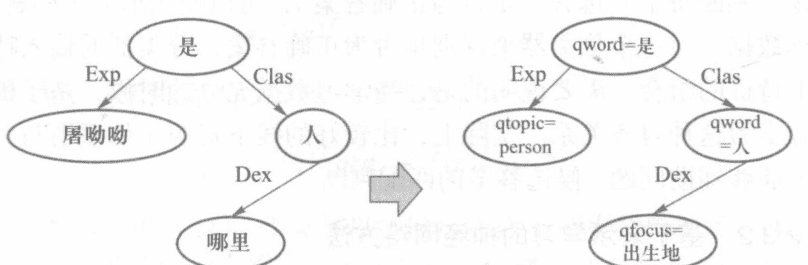 是
Exp
Clas
屠呦呦
人
Dex
哪里
qword=是
Exp
Clas
qtopic=
person
qword
=人
Dex
qfocus=
出生地